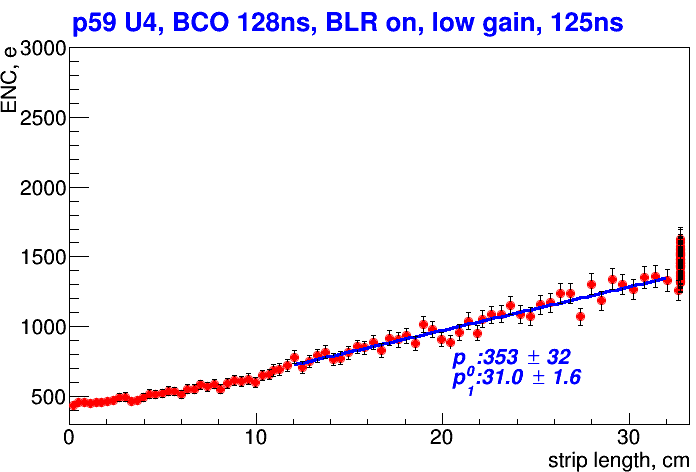 p59 U4, BCO 128ns, BLR on, low gain, 125ns
ENC, e
3000
2500
2000
1500
1000
500
p0:353 ± 32
p1:31.0 ± 1.6
0 10 20 30
strip length, cm